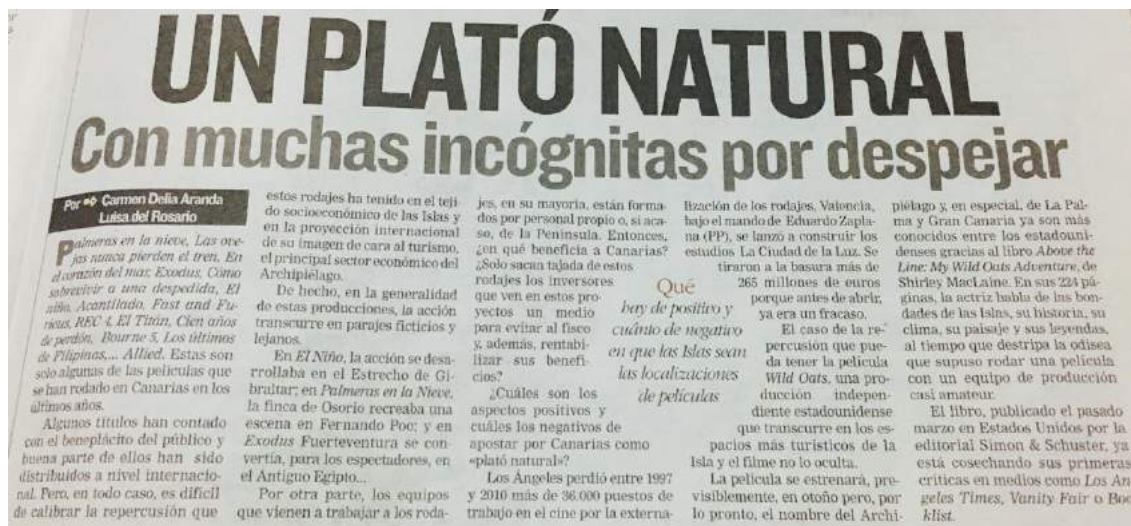 UN PLATÓ NATURAL
Con muchas incógnitas por despejar
Por Carmen Delia Aranda
Luisa del Rosario
Palmeras en la nieve, Las ove-
jas nunca pierden el tren, En
el corazón del mar, Exodus, Cómo
sobrevivir a una despedida, El
niño, Acantilado, Fast and Fu-
rious, REC 4, El Titán, Cien años
de perdón, Bourne 5, Los últimos
de Filipinas,... Allied. Estas son
solo algunas de las películas que
se han rodado en Canarias en los
últimos años.
Algunos títulos han contado
con el beneplácito del público y
buena parte de ellos han sido
distribuidos a nivel internacio-
nal. Pero, en todo caso, es difícil
de calibrar la repercusión que
estos rodajes ha tenido en el teji-
do socioeconómico de las Islas y
en la proyección internacional
de su imagen de cara al turismo,
el principal sector económico del
Archipiélago.
De hecho, en la generalidad
de estas producciones, la acción
transcurre en parajes ficticios y
lejanos.
En El Niño, la acción se desa-
rrollaba en el Estrecho de Gi-
braltar; en Palmeras en la Nieve,
la finca de Osorio recreaba una
escena en Fernando Poo; y en
Exodus Fuerteventura se con-
vertía, para los espectadores, en
el Antiguo Egipto...
Por otra parte, los equipos
que vienen a trabajar a los roda-
jes, en su mayoría, están forma-
dos por personal propio o, si aca-
so, de la Península. Entonces,
¿en qué beneficia a Canarias?
¿Solo sacan tajada de estos
rodajes los inversores
que ven en estos pro-
yectos un medio
para evitar al fisco
y, además, rentabi-
lizar sus benefi-
cios?
¿Cuáles son los
aspectos positivos y
cuáles los negativos de
apostar por Canarias como
«plató natural»?
Los Ángeles perdió entre 1997
y 2010 más de 36.000 puestos de
trabajo en el cine por la externa-
Qué
hay de positivo y
cuánto de negativo
en que las Islas sean
las localizaciones
de películas
lización de los rodajes, Valencia,
bajo el mando de Eduardo Zapla-
na (PP), se lanzó a construir los
estudios La Ciudad de la Luz. Se
tiraron a la basura más de
265 millones de euros
porque antes de abrir,
ya era un fracaso.
El caso de la re-
percusión que pue-
da tener la película
Wild Oats, una pro-
ducción indepen-
diente estadounidense
que transcurre en los es-
pacios más turísticos de la
Isla y el filme no lo oculta.
La película se estrenará, pre-
visiblemente, en otoño pero, por
lo pronto, el nombre del Archi-
piélago y, en especial, de La Pal-
ma y Gran Canaria ya son más
conocidos entre los estadouni-
denses gracias al libro Above the
Line: My Wild Oats Adventure, de
Shirley MacLaine. En sus 224 pá-
ginas, la actriz habla de las bon-
dades de las Islas, su historia, su
clima, su paisaje y sus leyendas,
al tiempo que destripa la odisea
que supuso rodar una película
con un equipo de producción
casi amateur.
El libro, publicado el pasado
marzo en Estados Unidos por la
editorial Simon & Schuster, ya
está cosechando sus primeras
críticas en medios como Los An-
geles Times, Vanity Fair o Boo
klist.